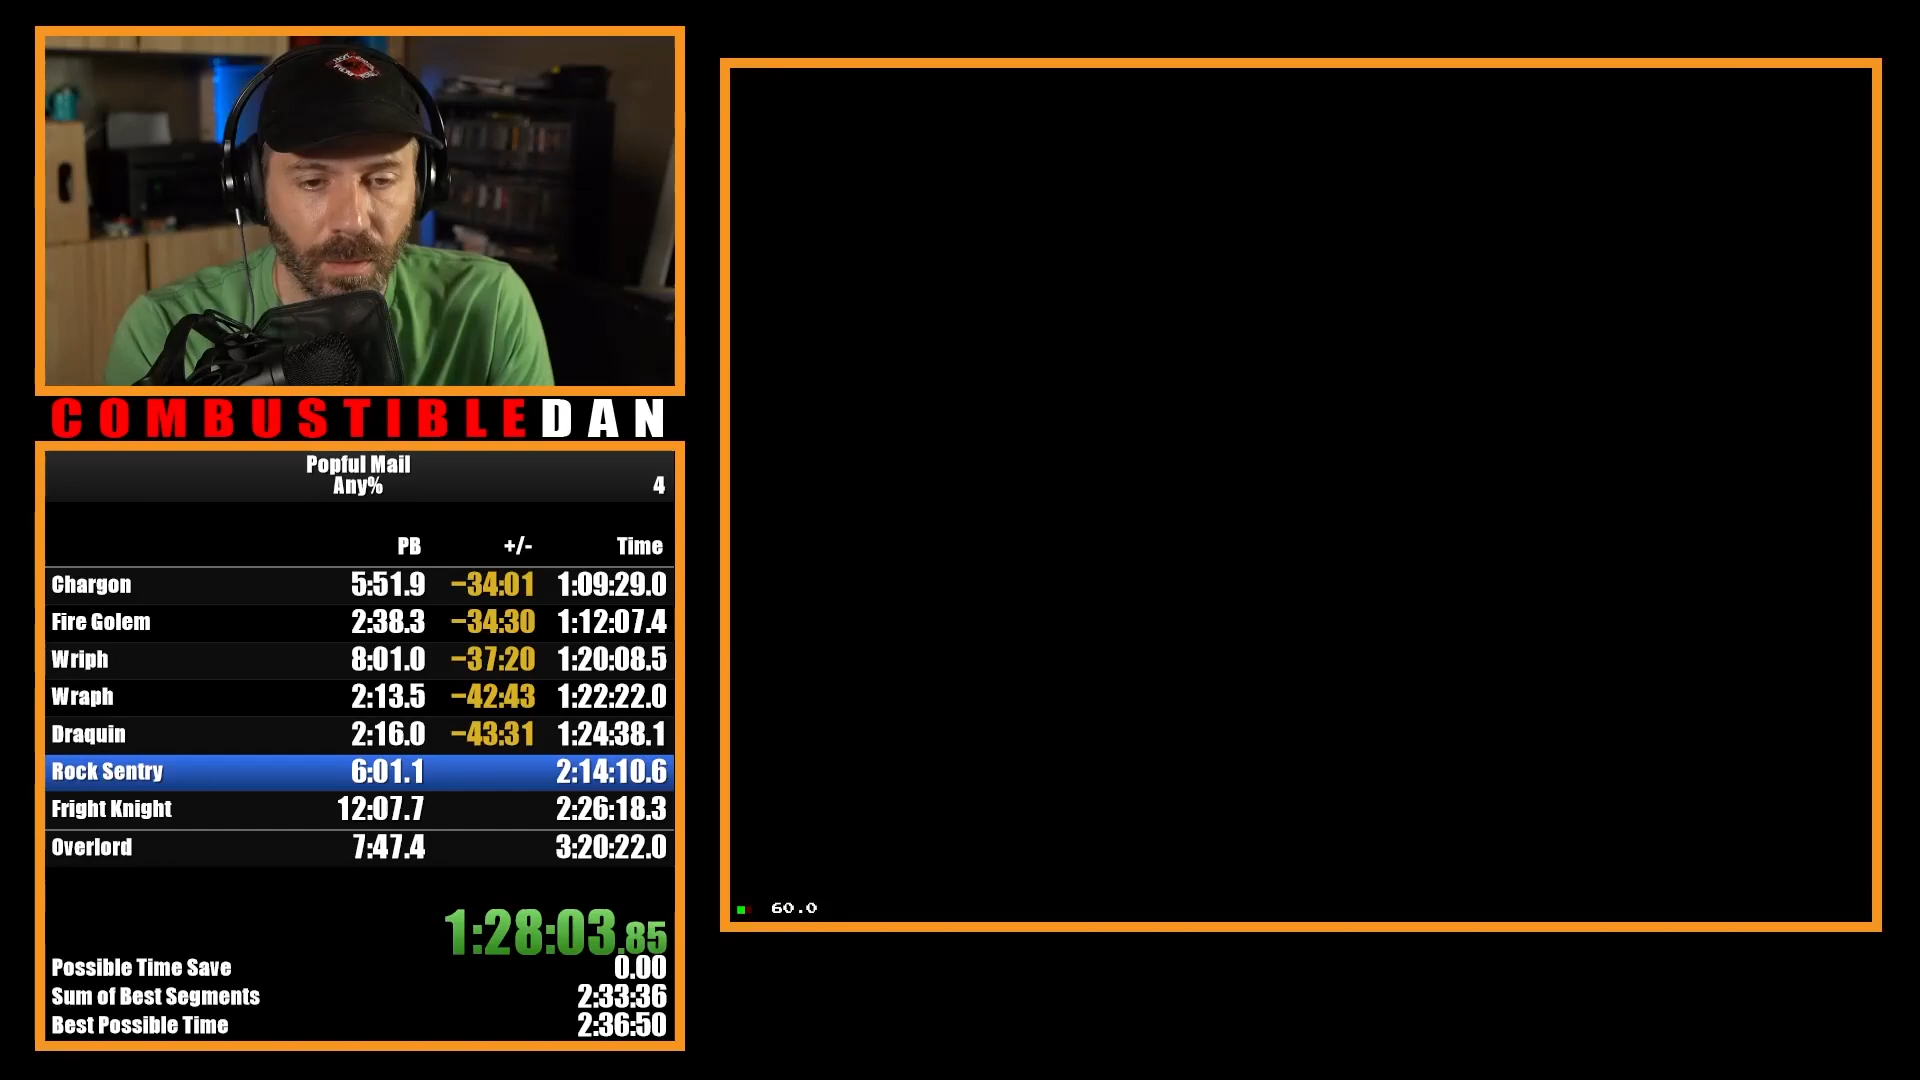 COMBUSTIBLEDAN
Popful Mail
Any% 4
PB +/- Time
Chargon 5:51.9 −34:01 1:09:29.0
Fire Golem 2:38.3 −34:30 1:12:07.4
Wriph 8:01.0 −37:20 1:20:08.5
Wraph 2:13.5 −42:43 1:22:22.0
Draquin 2:16.0 −43:31 1:24:38.1
Rock Sentry 6:01.1 2:14:10.6
Fright Knight 12:07.7 2:26:18.3
Overlord 7:47.4 3:20:22.0
1:28:03.85
Possible Time Save 0.00
Sum of Best Segments 2:33:36
Best Possible Time 2:36:50
60.0